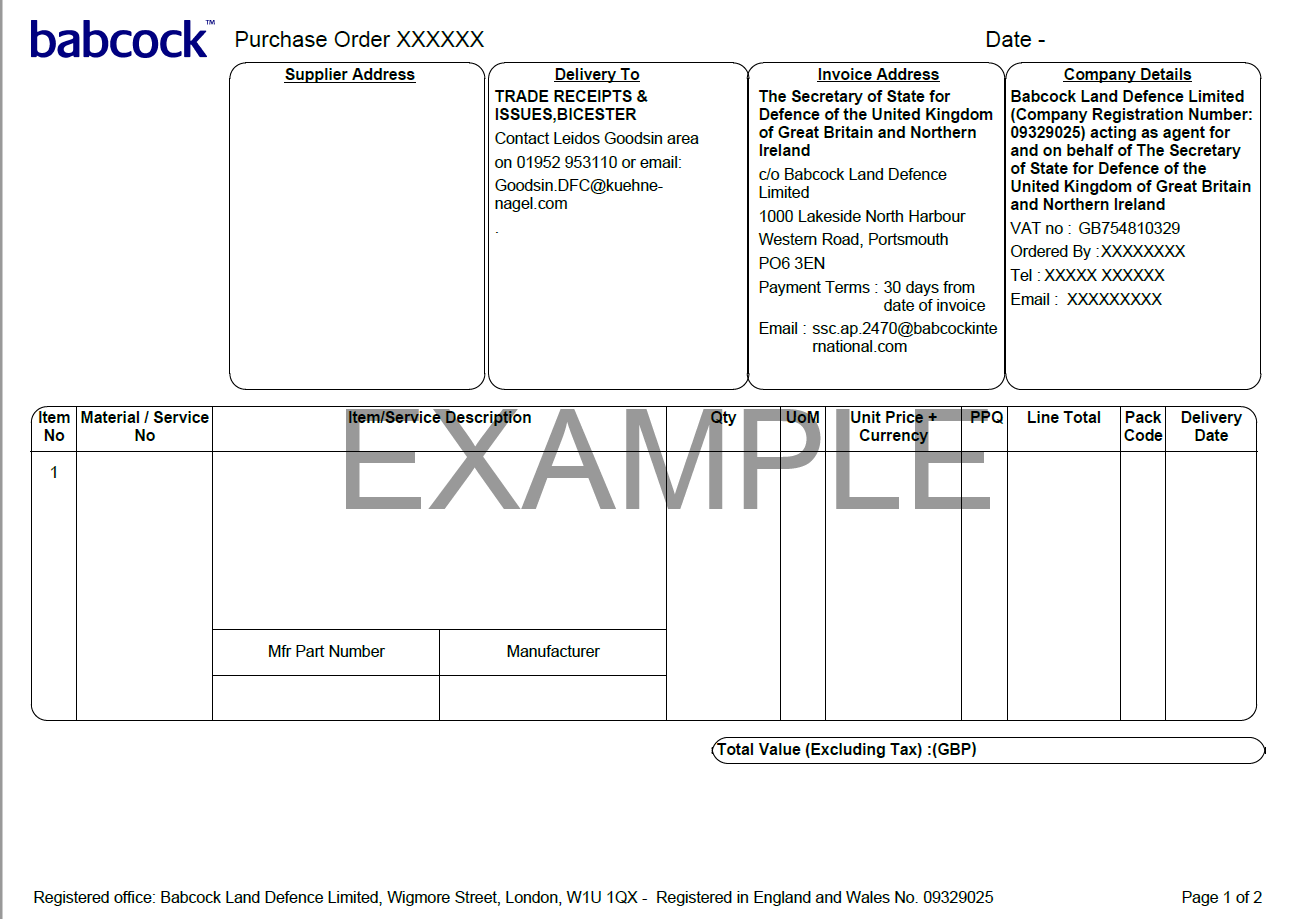 babcock™
Purchase Order XXXXXX
Date -
Supplier Address
Delivery To
TRADE RECEIPTS &
ISSUES,BICESTER
Contact Leidos Goodsin area
on 01952 953110 or email:
Goodsin.DFC@kuehne-
nagel.com
.
Invoice Address
The Secretary of State for
Defence of the United Kingdom
of Great Britain and Northern
Ireland
c/o Babcock Land Defence
Limited
1000 Lakeside North Harbour
Western Road, Portsmouth
PO6 3EN
Payment Terms : 30 days from
date of invoice
Email : ssc.ap.2470@babcockinte
rnational.com
Company Details
Babcock Land Defence Limited
(Company Registration Number:
09329025) acting as agent for
and on behalf of The Secretary
of State for Defence of the
United Kingdom of Great Britain
and Northern Ireland
VAT no : GB754810329
Ordered By :XXXXXXXX
Tel : XXXXX XXXXXX
Email : XXXXXXXXX
Item
No
Material / Service
No
Item/Service Description
Qty
UoM
Unit Price +
Currency
PPQ
Line Total
Pack
Code
Delivery
Date
EXAMPLE
1
Mfr Part Number
Manufacturer
Total Value (Excluding Tax) :(GBP)
Registered office: Babcock Land Defence Limited, Wigmore Street, London, W1U 1QX - Registered in England and Wales No. 09329025
Page 1 of 2